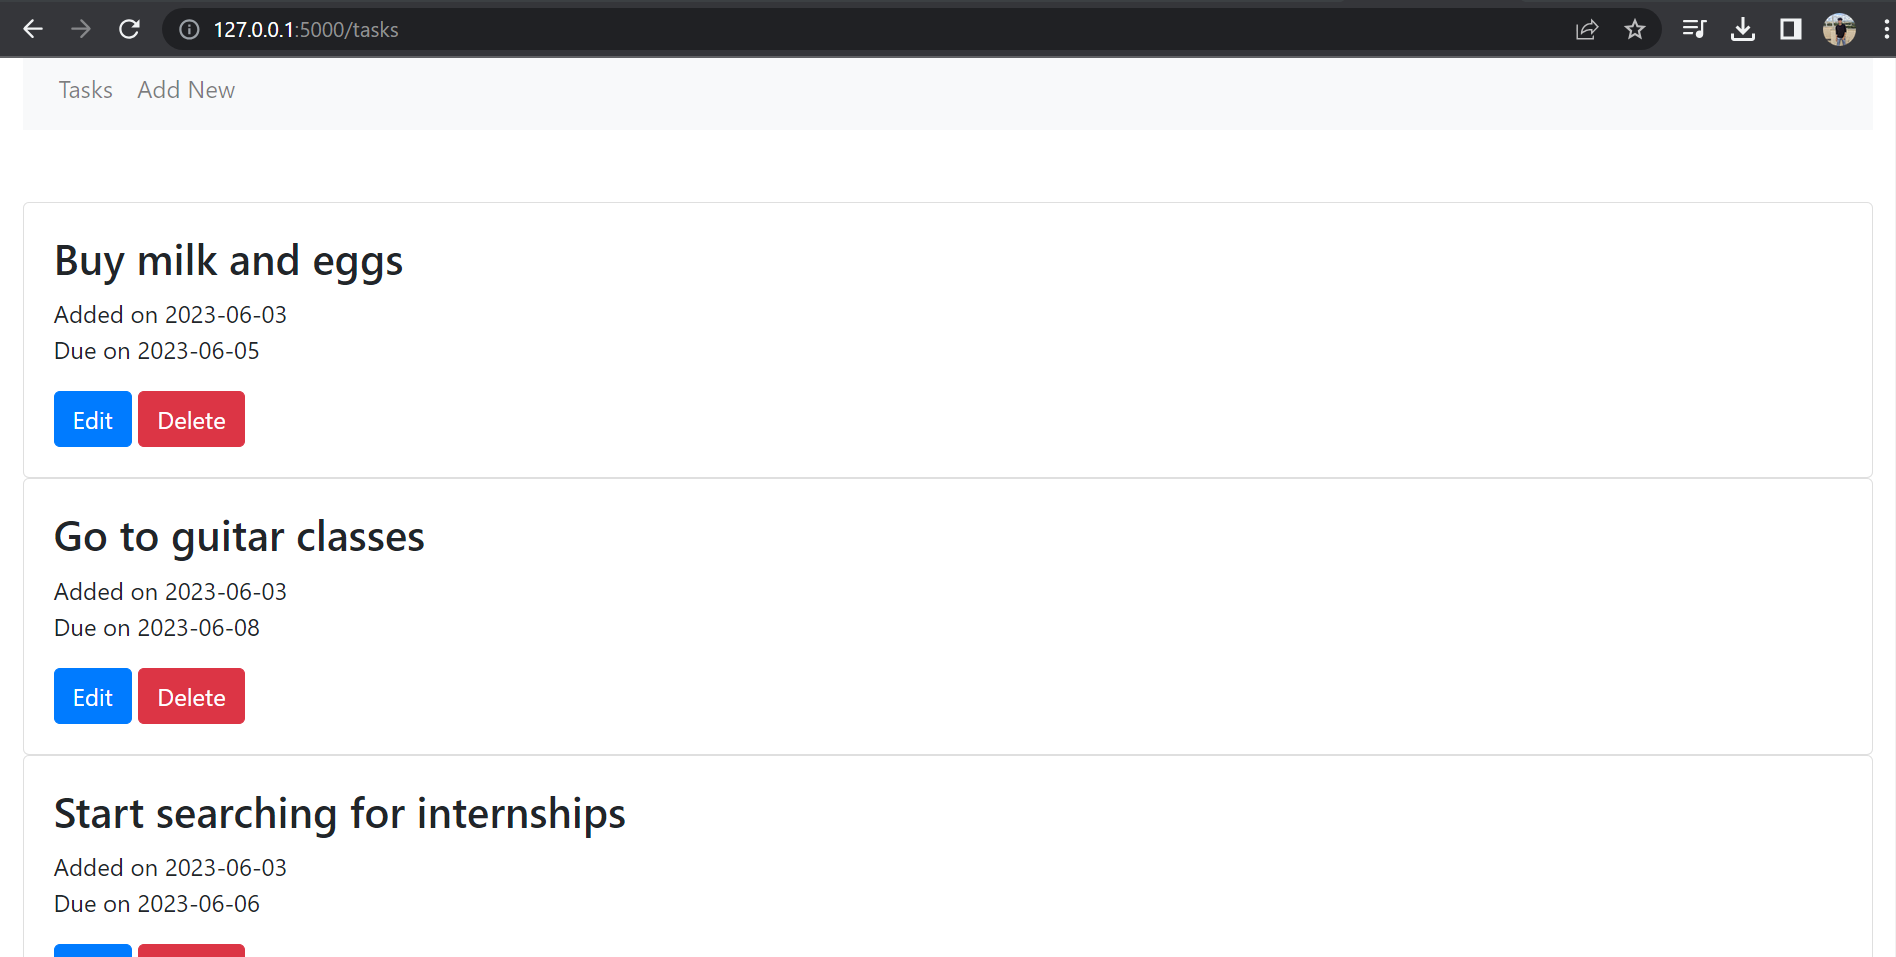 127.0.0.1:5000/tasks
Tasks Add New
Buy milk and eggs
Added on 2023-06-03
Due on 2023-06-05
Edit Delete
Go to guitar classes
Added on 2023-06-03
Due on 2023-06-08
Edit Delete
Start searching for internships
Added on 2023-06-03
Due on 2023-06-06